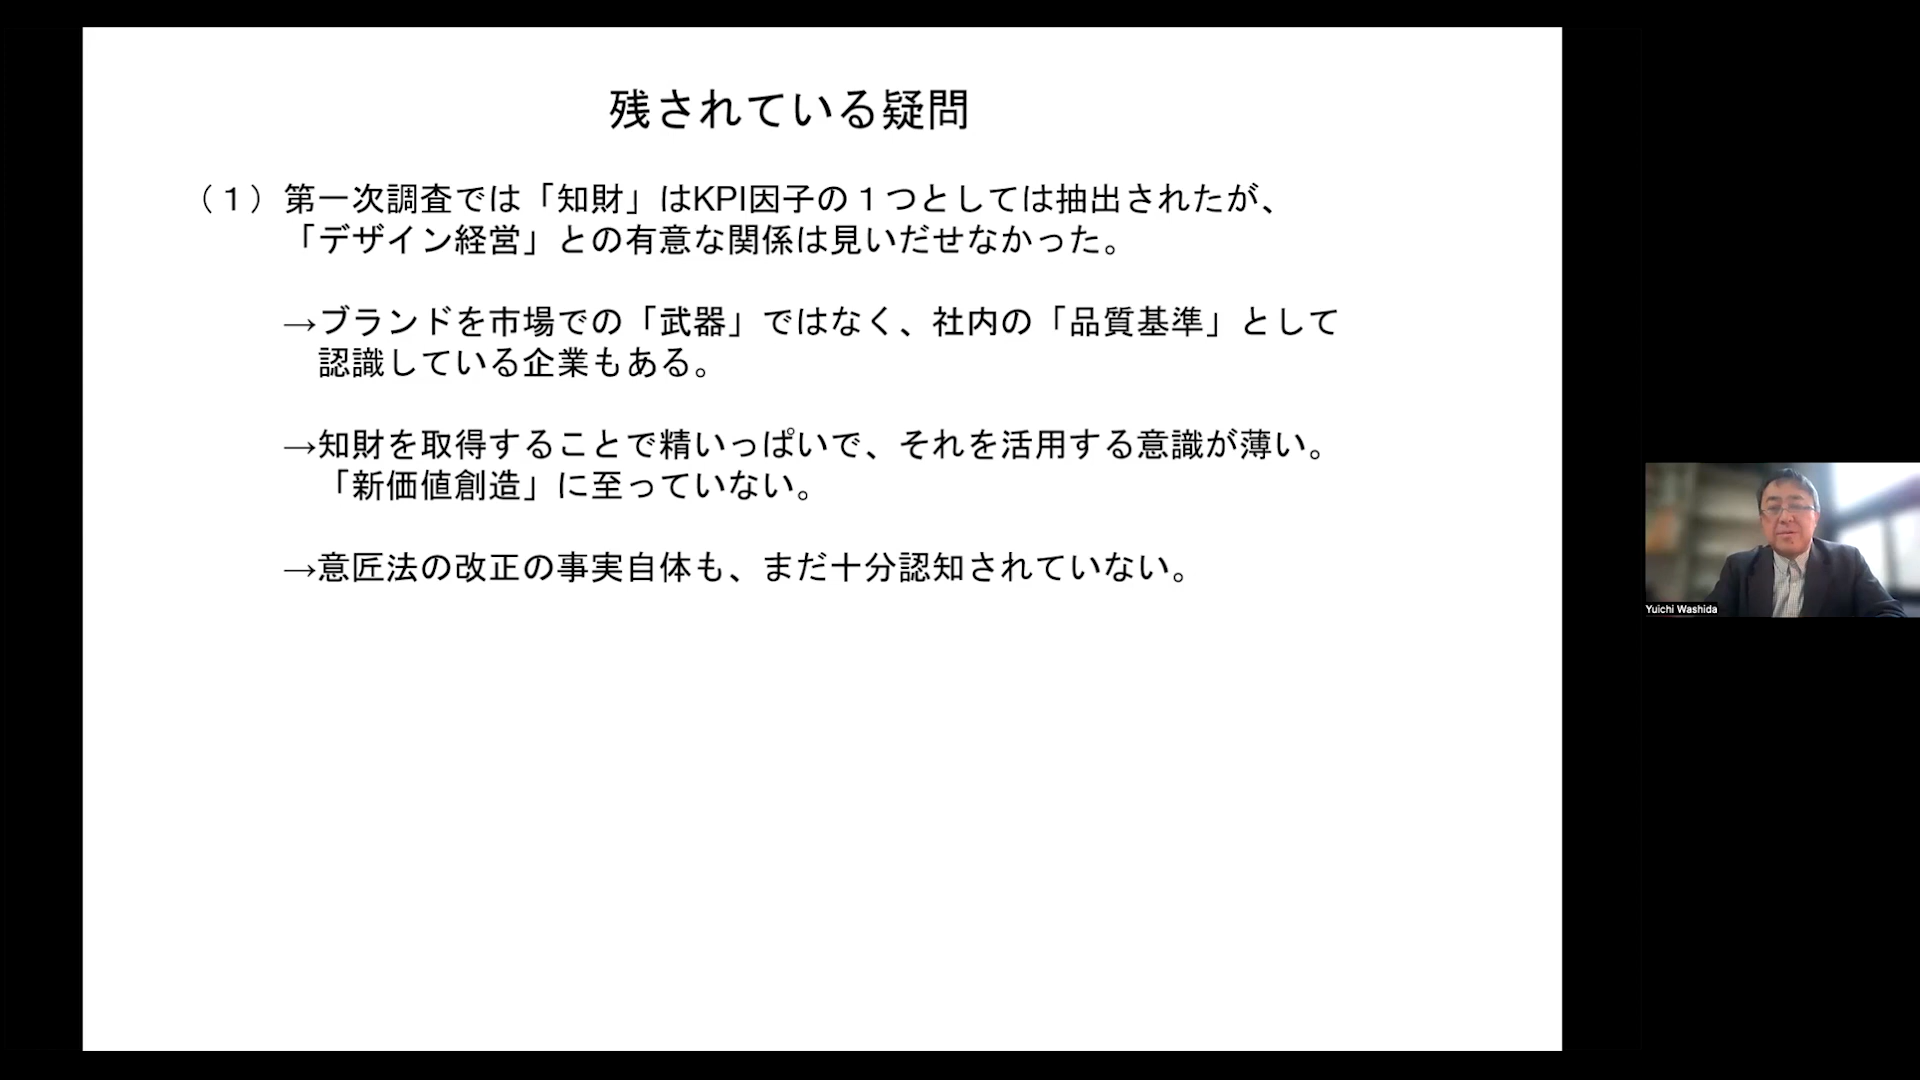 残されている疑問
（１）第一次調査では「知財」はKPI因子の１つとしては抽出されたが、
「デザイン経営」との有意な関係は見いだせなかった。
→ブランドを市場での「武器」ではなく、社内の「品質基準」として
認識している企業もある。
→知財を取得することで精いっぱいで、それを活用する意識が薄い。
「新価値創造」に至っていない。
→意匠法の改正の事実自体も、まだ十分認知されていない。
Yuichi Washida